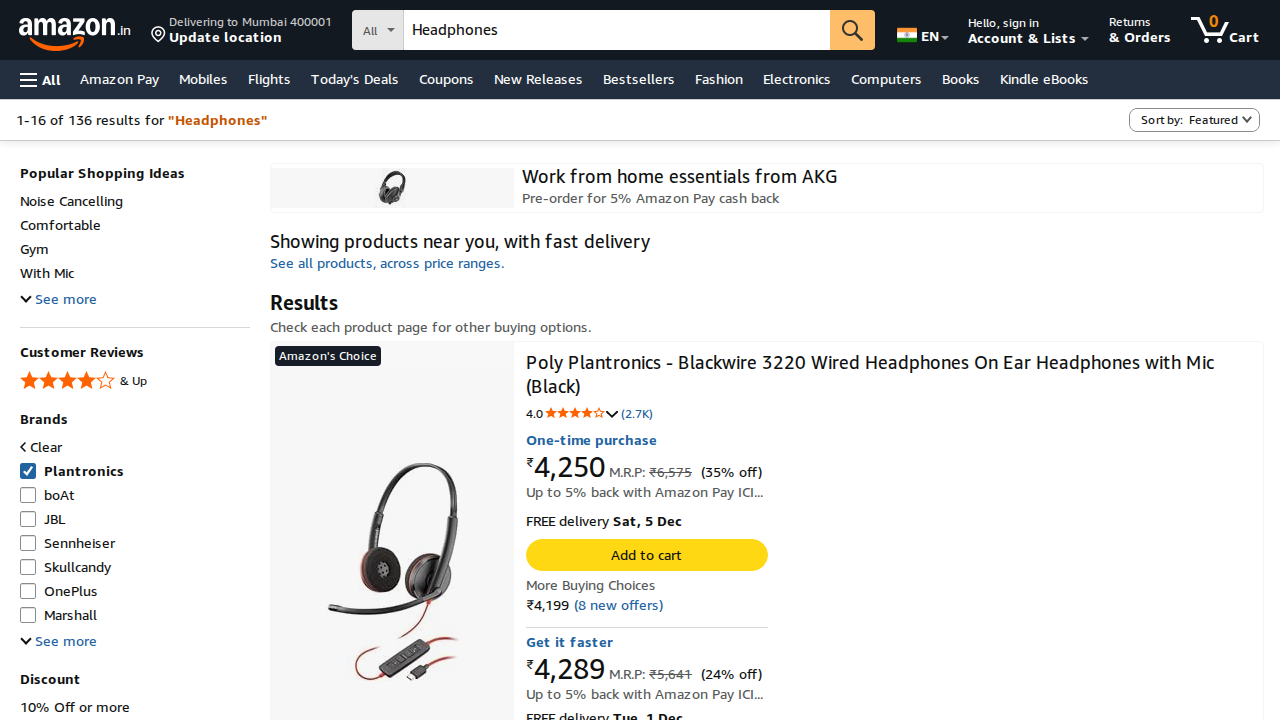 amazon.in
Delivering to Mumbai 400001
Update location
All
Headphones
EN
Hello, sign in
Account & Lists
Returns
& Orders
0
Cart
All
Amazon Pay
Mobiles
Flights
Today's Deals
Coupons
New Releases
Bestsellers
Fashion
Electronics
Computers
Books
Kindle eBooks
1-16 of 136 results for "Headphones"
Sort by: Featured
Popular Shopping Ideas
Noise Cancelling
Comfortable
Gym
With Mic
See more
Customer Reviews
& Up
Brands
Clear
Plantronics
boAt
JBL
Sennheiser
Skullcandy
OnePlus
Marshall
See more
Discount
10% Off or more
Work from home essentials from AKG
Pre-order for 5% Amazon Pay cash back
Showing products near you, with fast delivery
See all products, across price ranges.
Results
Check each product page for other buying options.
Amazon's Choice
Poly Plantronics - Blackwire 3220 Wired Headphones On Ear Headphones with Mic
(Black)
4.0 (2.7K)
One-time purchase
₹4,250 M.R.P: ₹6,575 (35% off)
Up to 5% back with Amazon Pay ICI...
FREE delivery Sat, 5 Dec
Add to cart
More Buying Choices
₹4,199 (8 new offers)
Get it faster
₹4,289 M.R.P: ₹5,641 (24% off)
Up to 5% back with Amazon Pay ICI...
FREE delivery Tue, 1 Dec